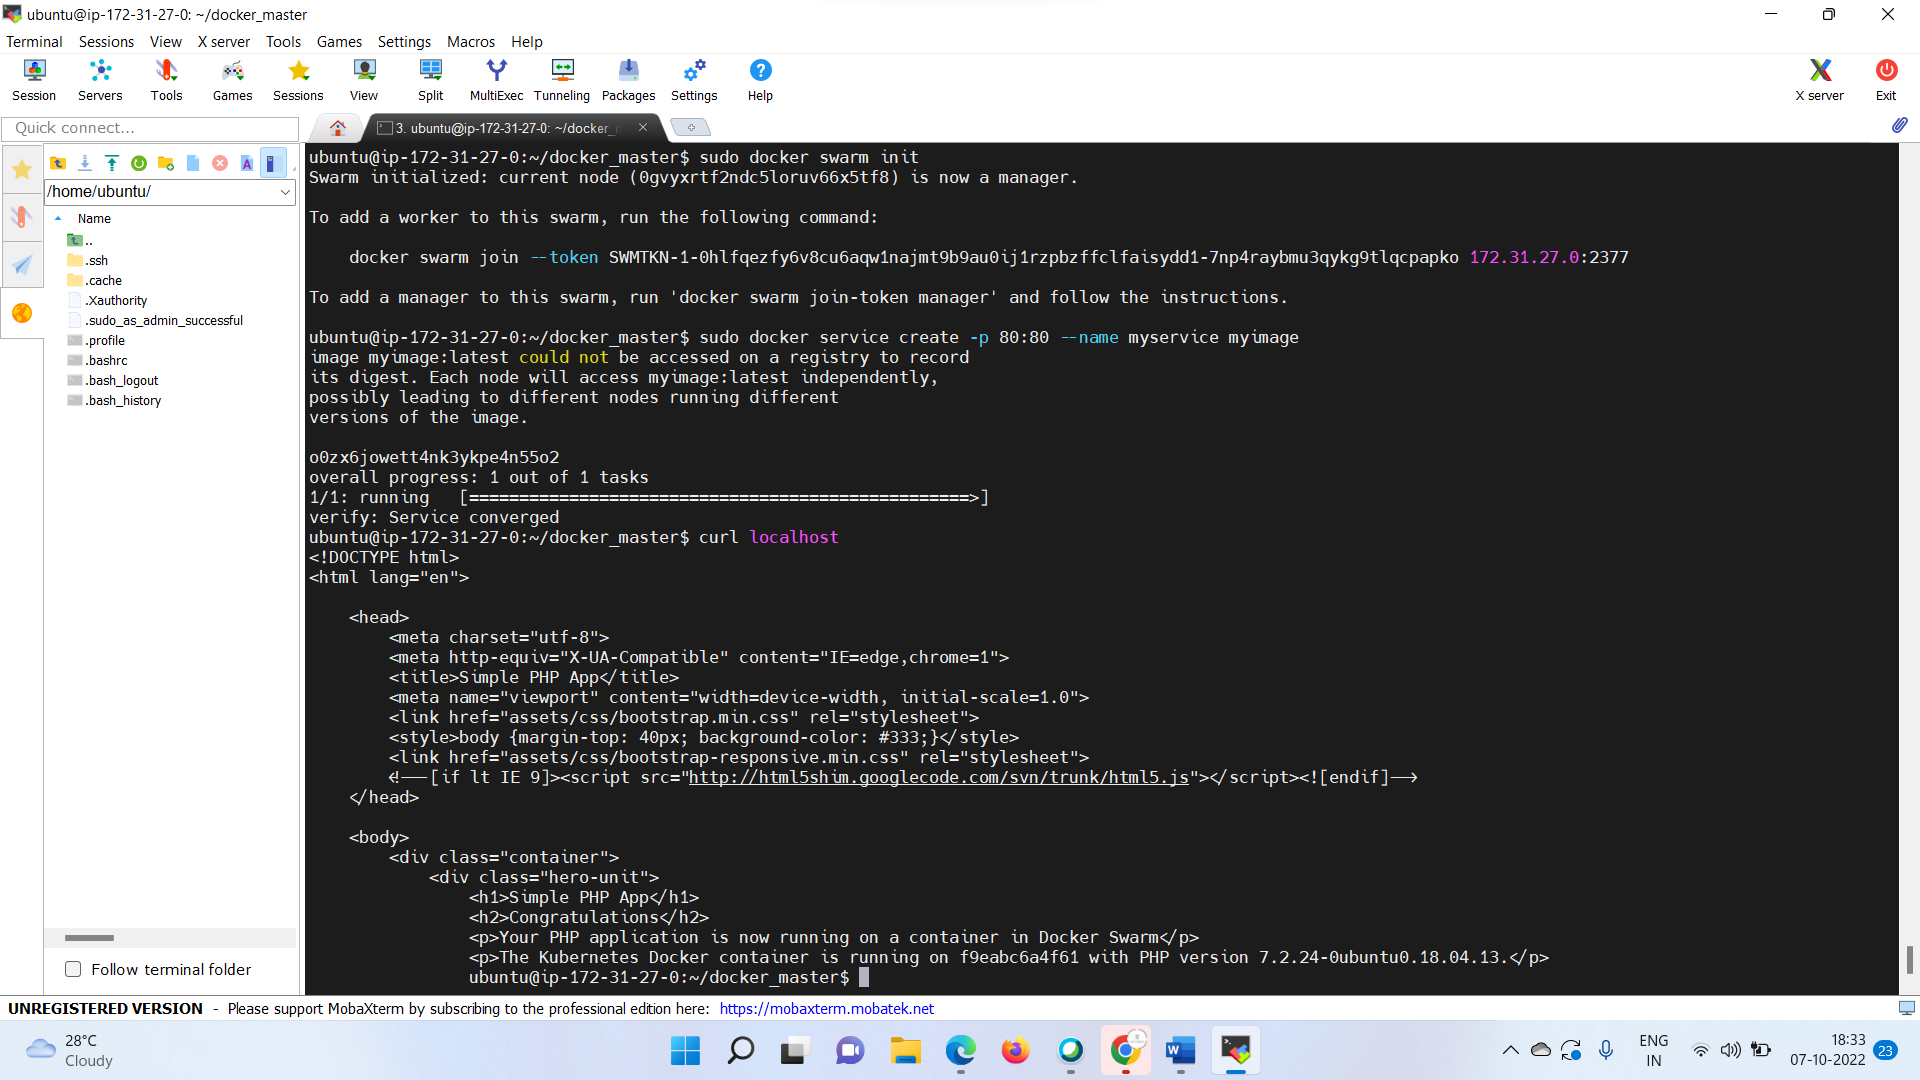 ubuntu@ip-172-31-27-0: ~/docker_master
Terminal Sessions View X server Tools Games Settings Macros Help
Session Servers Tools Games Sessions View Split MultiExec Tunneling Packages Settings Help X server Exit
Quick connect...
3. ubuntu@ip-172-31-27-0: ~/docker_
/home/ubuntu/
Name
..
.ssh
.cache
.Xauthority
.sudo_as_admin_successful
.profile
.bashrc
.bash_logout
.bash_history
Follow terminal folder
ubuntu@ip-172-31-27-0:~/docker_master$ sudo docker swarm init
Swarm initialized: current node (0gvyxrtf2ndc5loruv66x5tf8) is now a manager.
To add a worker to this swarm, run the following command:
docker swarm join --token SWMTKN-1-0hlfqezfy6v8cu6aqw1najmt9b9au0ij1rzpbzffclfaisydd1-7np4raybmu3qykg9tlqcpapko 172.31.27.0:2377
To add a manager to this swarm, run 'docker swarm join-token manager' and follow the instructions.
ubuntu@ip-172-31-27-0:~/docker_master$ sudo docker service create -p 80:80 --name myservice myimage
image myimage:latest could not be accessed on a registry to record
its digest. Each node will access myimage:latest independently,
possibly leading to different nodes running different
versions of the image.
o0zx6jowett4nk3ykpe4n55o2
overall progress: 1 out of 1 tasks
1/1: running [==================================================>]
verify: Service converged
ubuntu@ip-172-31-27-0:~/docker_master$ curl localhost
<!DOCTYPE html>
<html lang="en">
<head>
<meta charset="utf-8">
<meta http-equiv="X-UA-Compatible" content="IE=edge,chrome=1">
<title>Simple PHP App</title>
<meta name="viewport" content="width=device-width, initial-scale=1.0">
<link href="assets/css/bootstrap.min.css" rel="stylesheet">
<style>body {margin-top: 40px; background-color: #333;}</style>
<link href="assets/css/bootstrap-responsive.min.css" rel="stylesheet">
<!--[if lt IE 9]><script src="http://html5shim.googlecode.com/svn/trunk/html5.js"></script><![endif]-->
</head>
<body>
<div class="container">
<div class="hero-unit">
<h1>Simple PHP App</h1>
<h2>Congratulations</h2>
<p>Your PHP application is now running on a container in Docker Swarm</p>
<p>The Kubernetes Docker container is running on f9eabc6a4f61 with PHP version 7.2.24-0ubuntu0.18.04.13.</p>
ubuntu@ip-172-31-27-0:~/docker_master$
UNREGISTERED VERSION - Please support MobaXterm by subscribing to the professional edition here: https://mobaxterm.mobatek.net
28°C
Cloudy
ENG
IN
18:33
07-10-2022
23